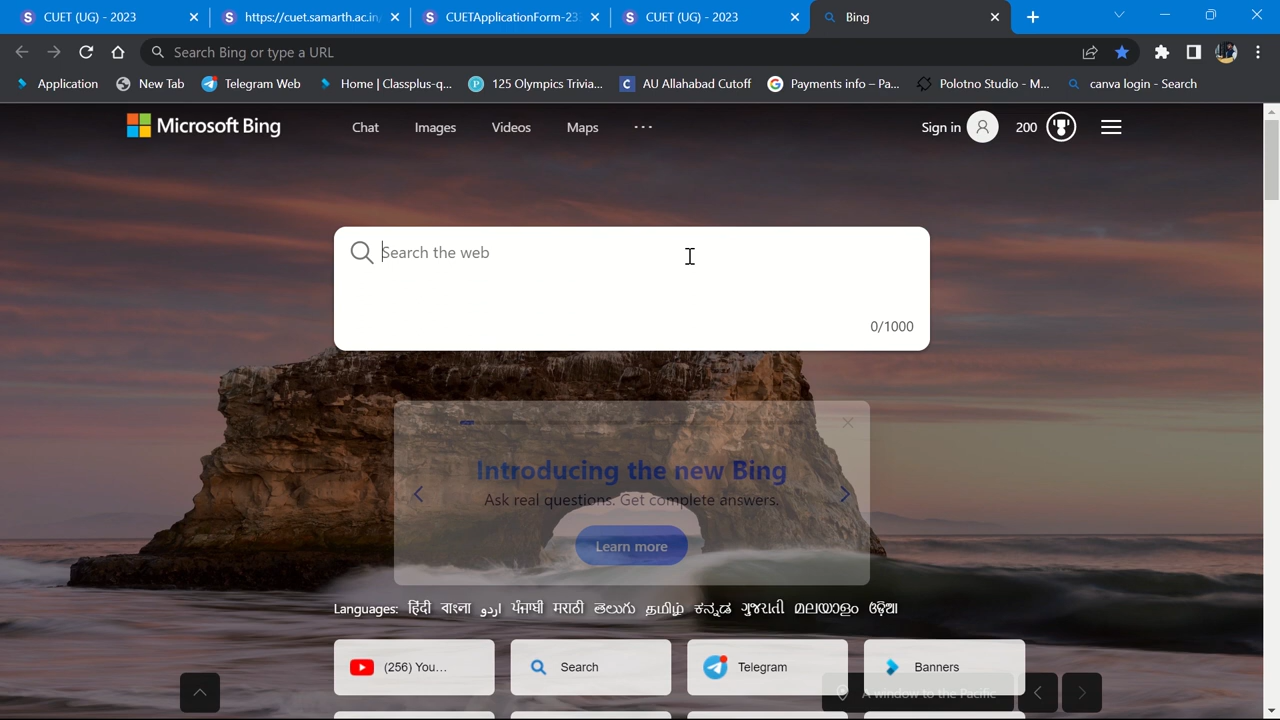 CUET (UG) - 2023
https://cuet.samarth.ac.in/
CUETApplicationForm-23
CUET (UG) - 2023
Bing
Search Bing or type a URL
Application
New Tab
Telegram Web
Home | Classplus-q...
125 Olympics Trivia...
AU Allahabad Cutoff
Payments info – Pa...
Polotno Studio - M...
canva login - Search
Microsoft Bing
Chat
Images
Videos
Maps
Sign in
200
Search the web
0/1000
Introducing the new Bing
Ask real questions. Get complete answers.
Learn more
Languages: हिंदी বাংলা اردو ਪੰਜਾਬੀ मराठी తెలుగు தமிழ் ಕನ್ನಡ ગુજરાતી മലയാളം ଓଡ଼ିଆ
(256) You...
Search
Telegram
Banners
A window to the Pacific